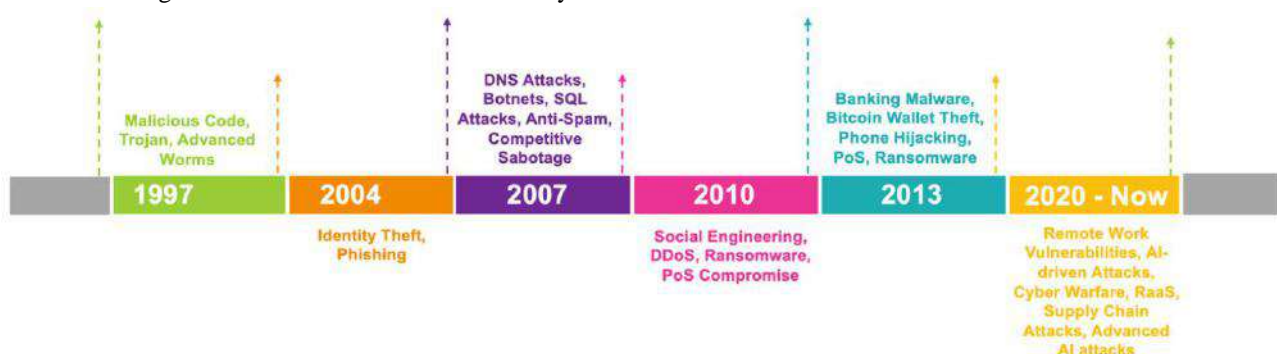 Malicious Code,
Trojan, Advanced
Worms
DNS Attacks,
Botnets, SQL
Attacks, Anti-Spam,
Competitive
Sabotage
Banking Malware,
Bitcoin Wallet Theft,
Phone Hijacking,
PoS, Ransomware
1997
2004
2007
2010
2013
2020 - Now
Identity Theft,
Phishing
Social Engineering,
DDoS, Ransomware,
PoS Compromise
Remote Work
Vulnerabilities, AI-
driven Attacks,
Cyber Warfare, RaaS,
Supply Chain
Attacks, Advanced
AI attacks